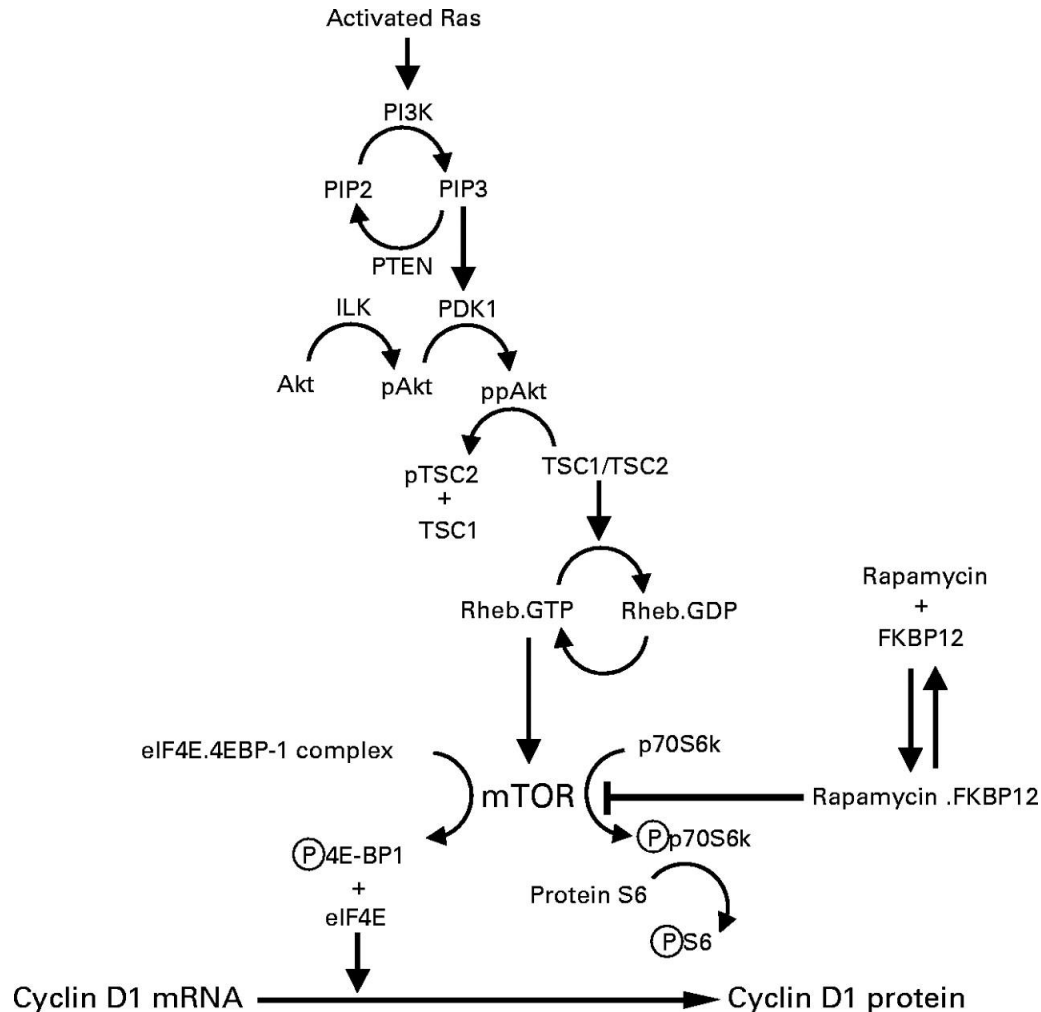 Activated Ras
PI3K
PIP2
PIP3
PTEN
ILK
PDK1
Akt
pAkt
ppAkt
pTSC2
+
TSC1
TSC1/TSC2
Rheb.GTP
Rheb.GDP
Rapamycin
+
FKBP12
eIF4E.4EBP-1 complex
p70S6k
mTOR
Rapamycin .FKBP12
P p70S6k
P 4E-BP1
+
eIF4E
Protein S6
P S6
Cyclin D1 mRNA
Cyclin D1 protein